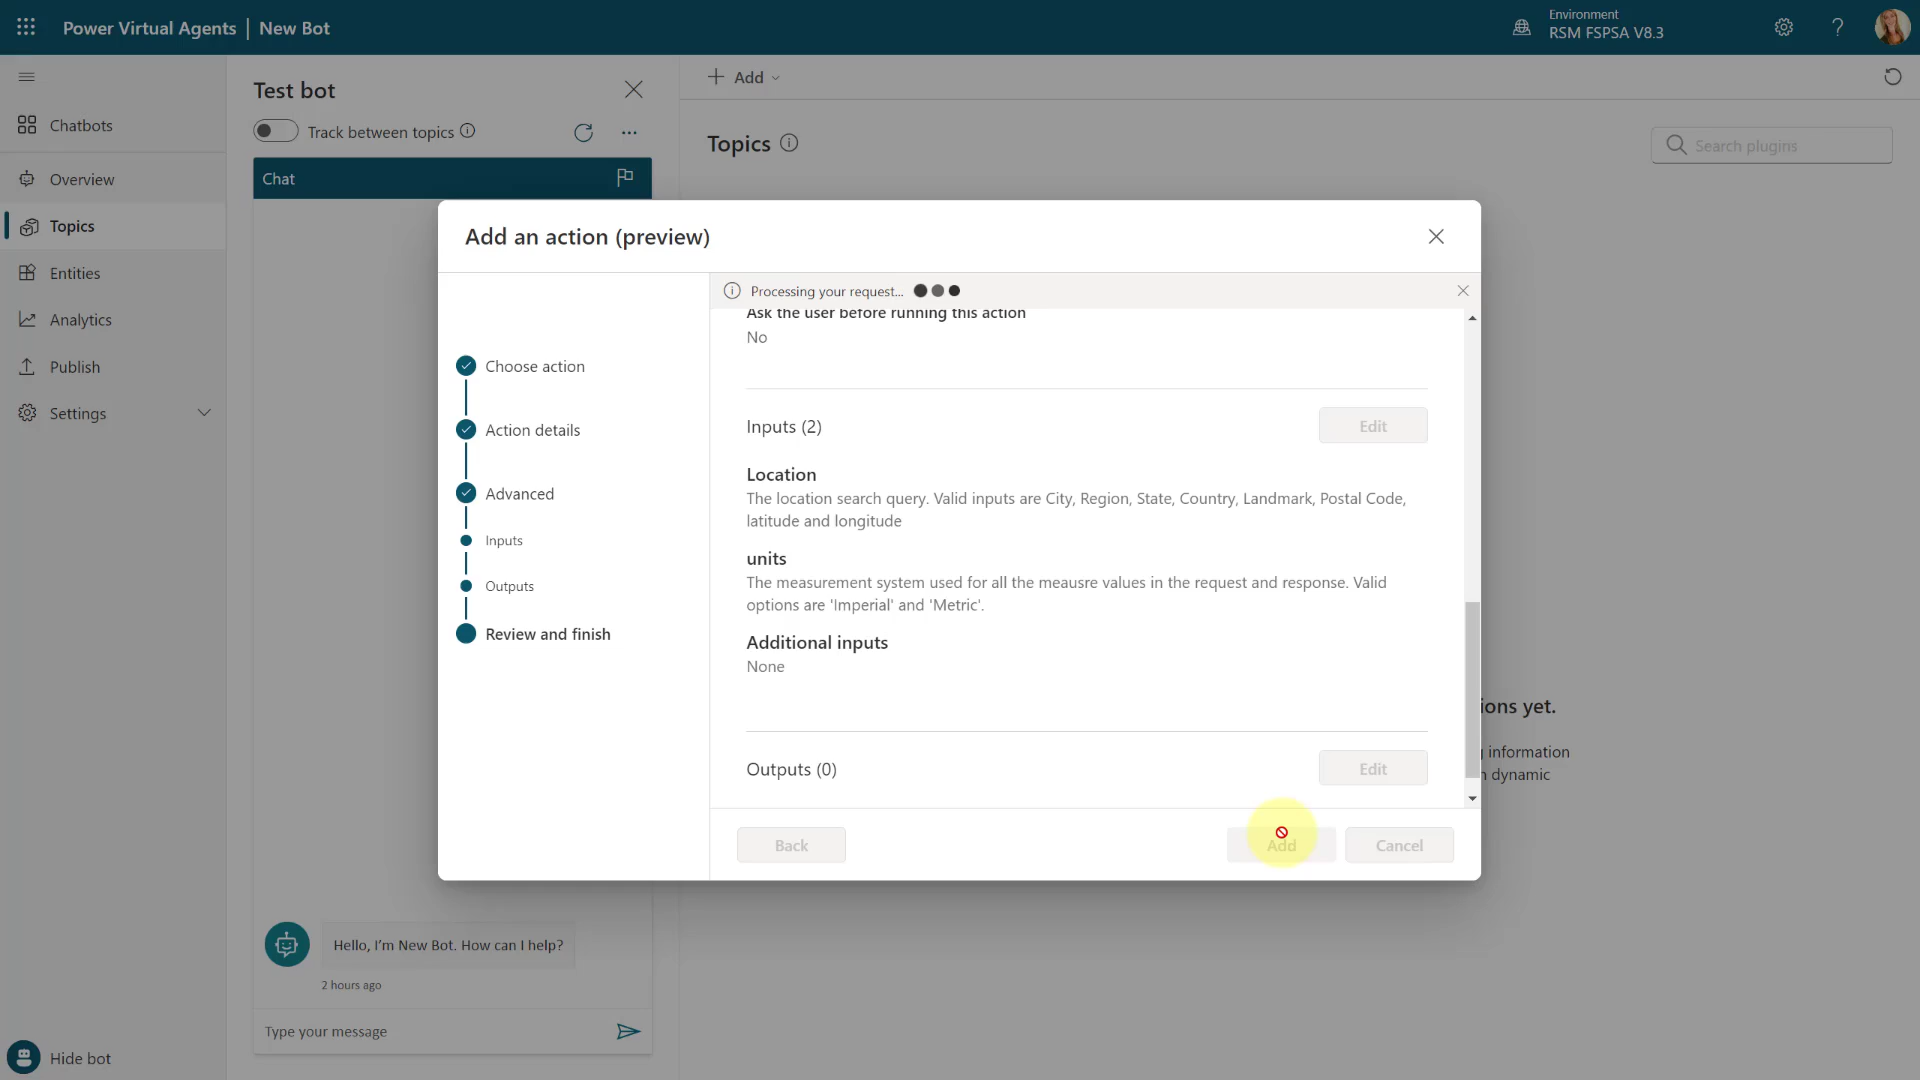 Power Virtual Agents | New Bot
Environment
RSM FSPSA V8.3
Chatbots
Overview
Topics
Entities
Analytics
Publish
Settings
Hide bot
Test bot
Track between topics
Chat
Hello, I'm New Bot. How can I help?
2 hours ago
Type your message
Add
Topics
Search plugins
ions yet.
information
dynamic
Add an action (preview)
Choose action
Action details
Advanced
Inputs
Outputs
Review and finish
Processing your request...
Ask the user before running this action
No
Inputs (2)
Edit
Location
The location search query. Valid inputs are City, Region, State, Country, Landmark, Postal Code,
latitude and longitude
units
The measurement system used for all the meausre values in the request and response. Valid
options are 'Imperial' and 'Metric'.
Additional inputs
None
Outputs (0)
Edit
Back
Add
Cancel